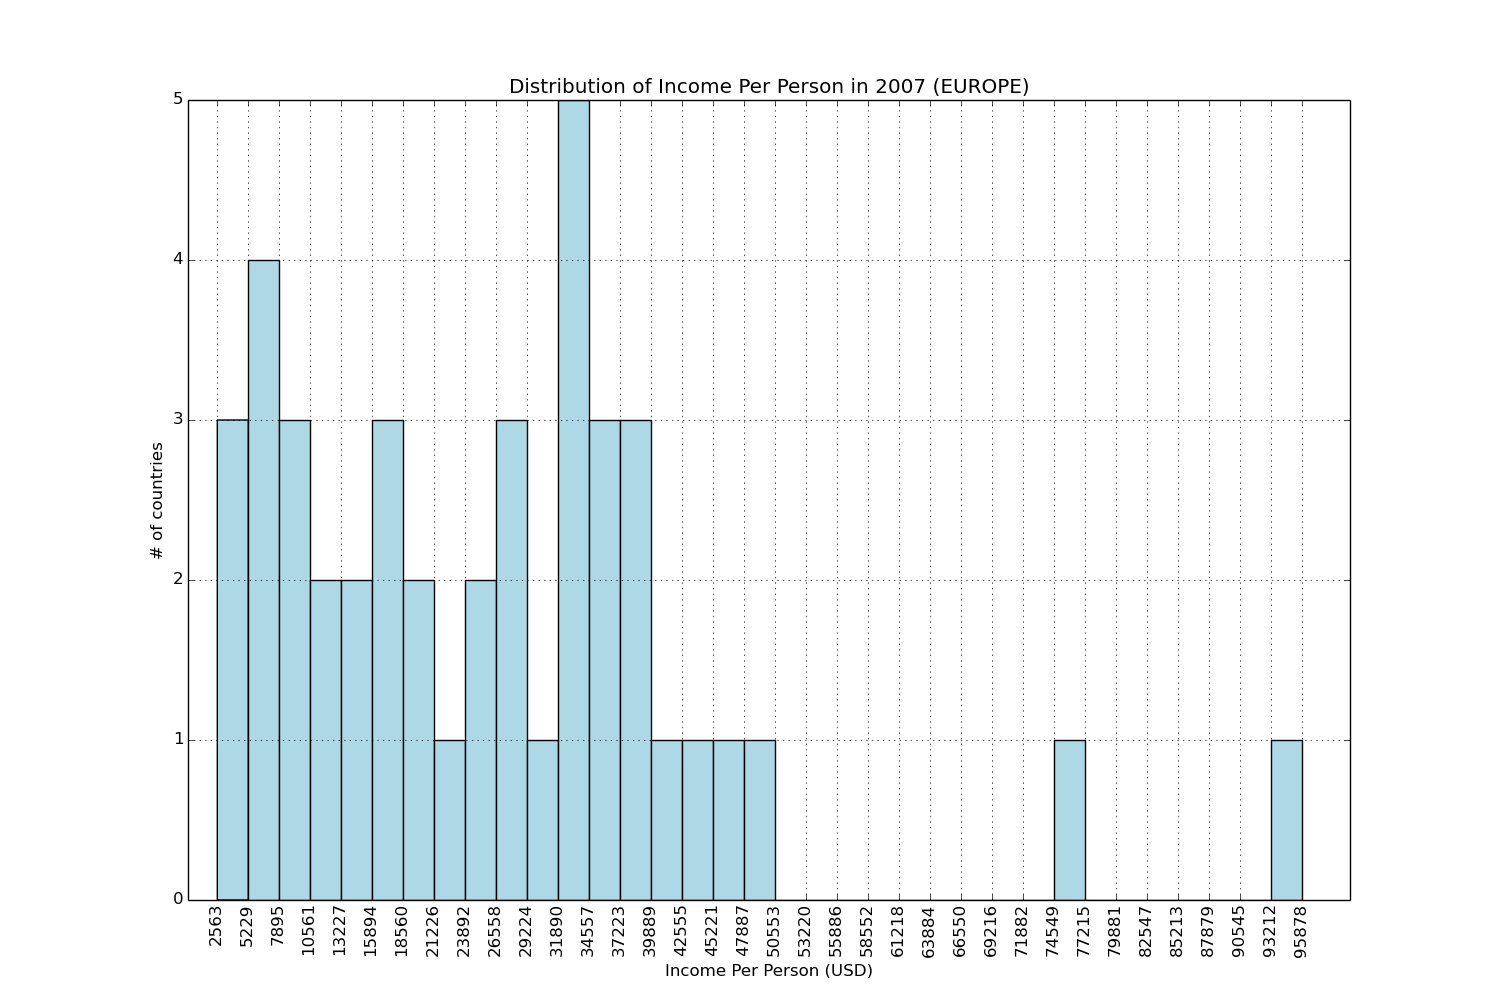 Distribution of Income Per Person in 2007 (EUROPE)
5
4
3
2
1
0
# of countries
2563 5229 7895 10561 13227 15894 18560 21226 23892 26558 29224 31890 34557 37223 39889 42555 45221 47887 50553 53220 55886 58552 61218 63884 66550 69216 71882 74549 77215 79881 82547 85213 87879 90545 93212 95878
Income Per Person (USD)